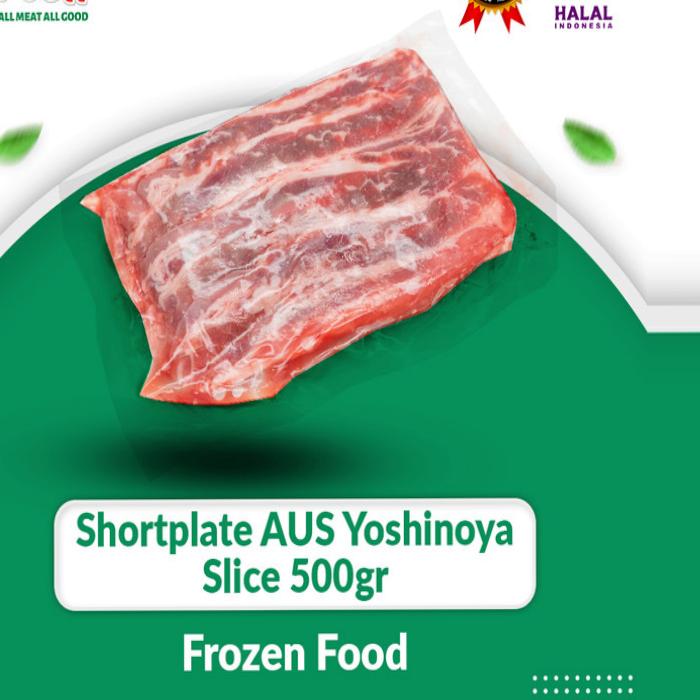 ALL MEAT ALL GOOD
HALAL
INDONESIA
Shortplate AUS Yoshinoya
Slice 500gr
Frozen Food